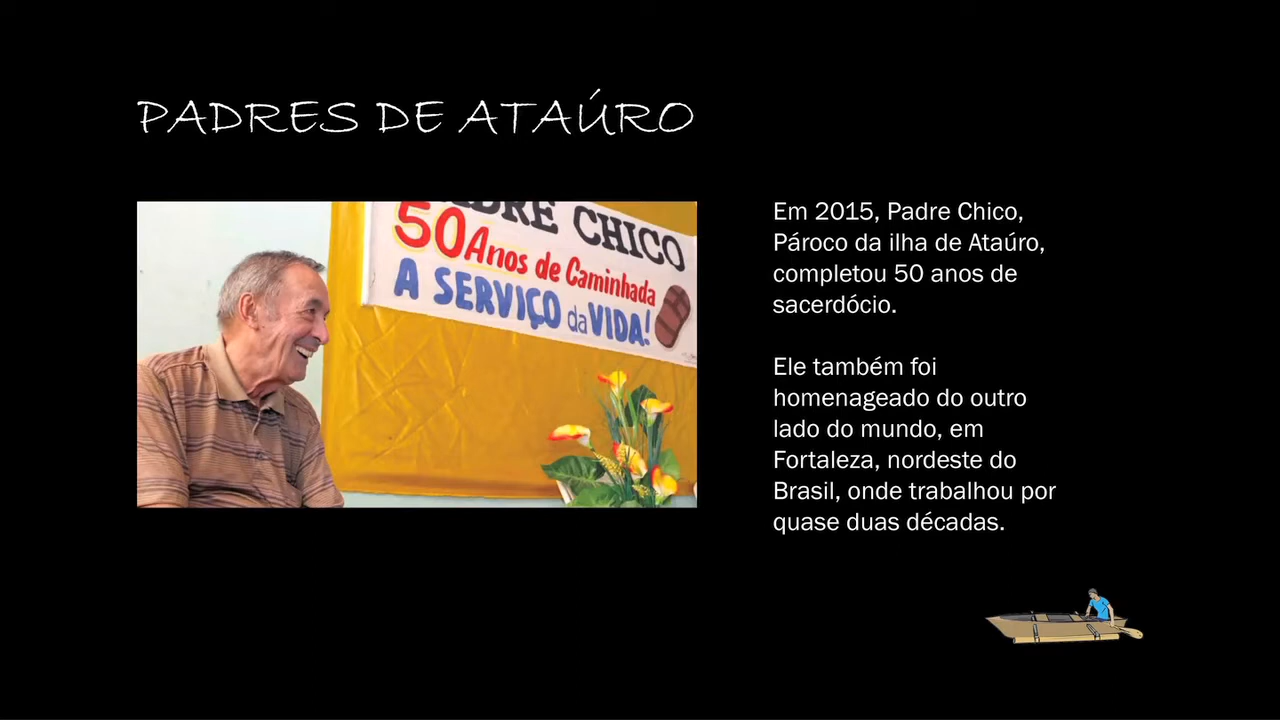 PADRES DE ATAÚRO
PADRE CHICO
50 Anos de Caminhada
A SERVIÇO da VIDA!
Em 2015, Padre Chico,
Pároco da ilha de Ataúro,
completou 50 anos de
sacerdócio.
Ele também foi
homenageado do outro
lado do mundo, em
Fortaleza, nordeste do
Brasil, onde trabalhou por
quase duas décadas.